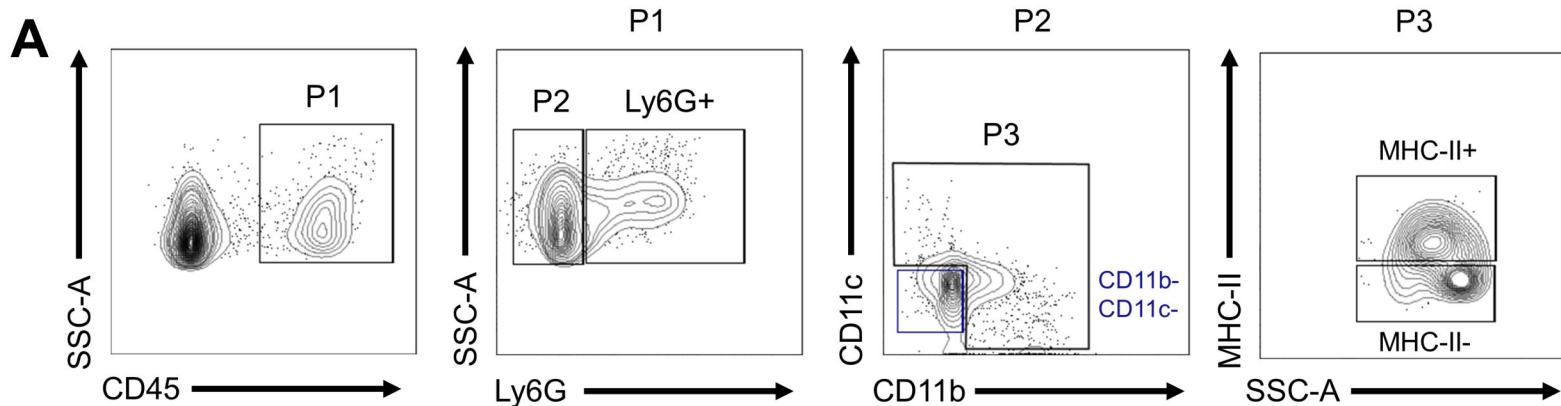 A
SSC-A
CD45
P1
P1
SSC-A
Ly6G
P2
Ly6G+
P2
CD11c
CD11b
P3
CD11b-
CD11c-
P3
MHC-II
SSC-A
MHC-II+
MHC-II-